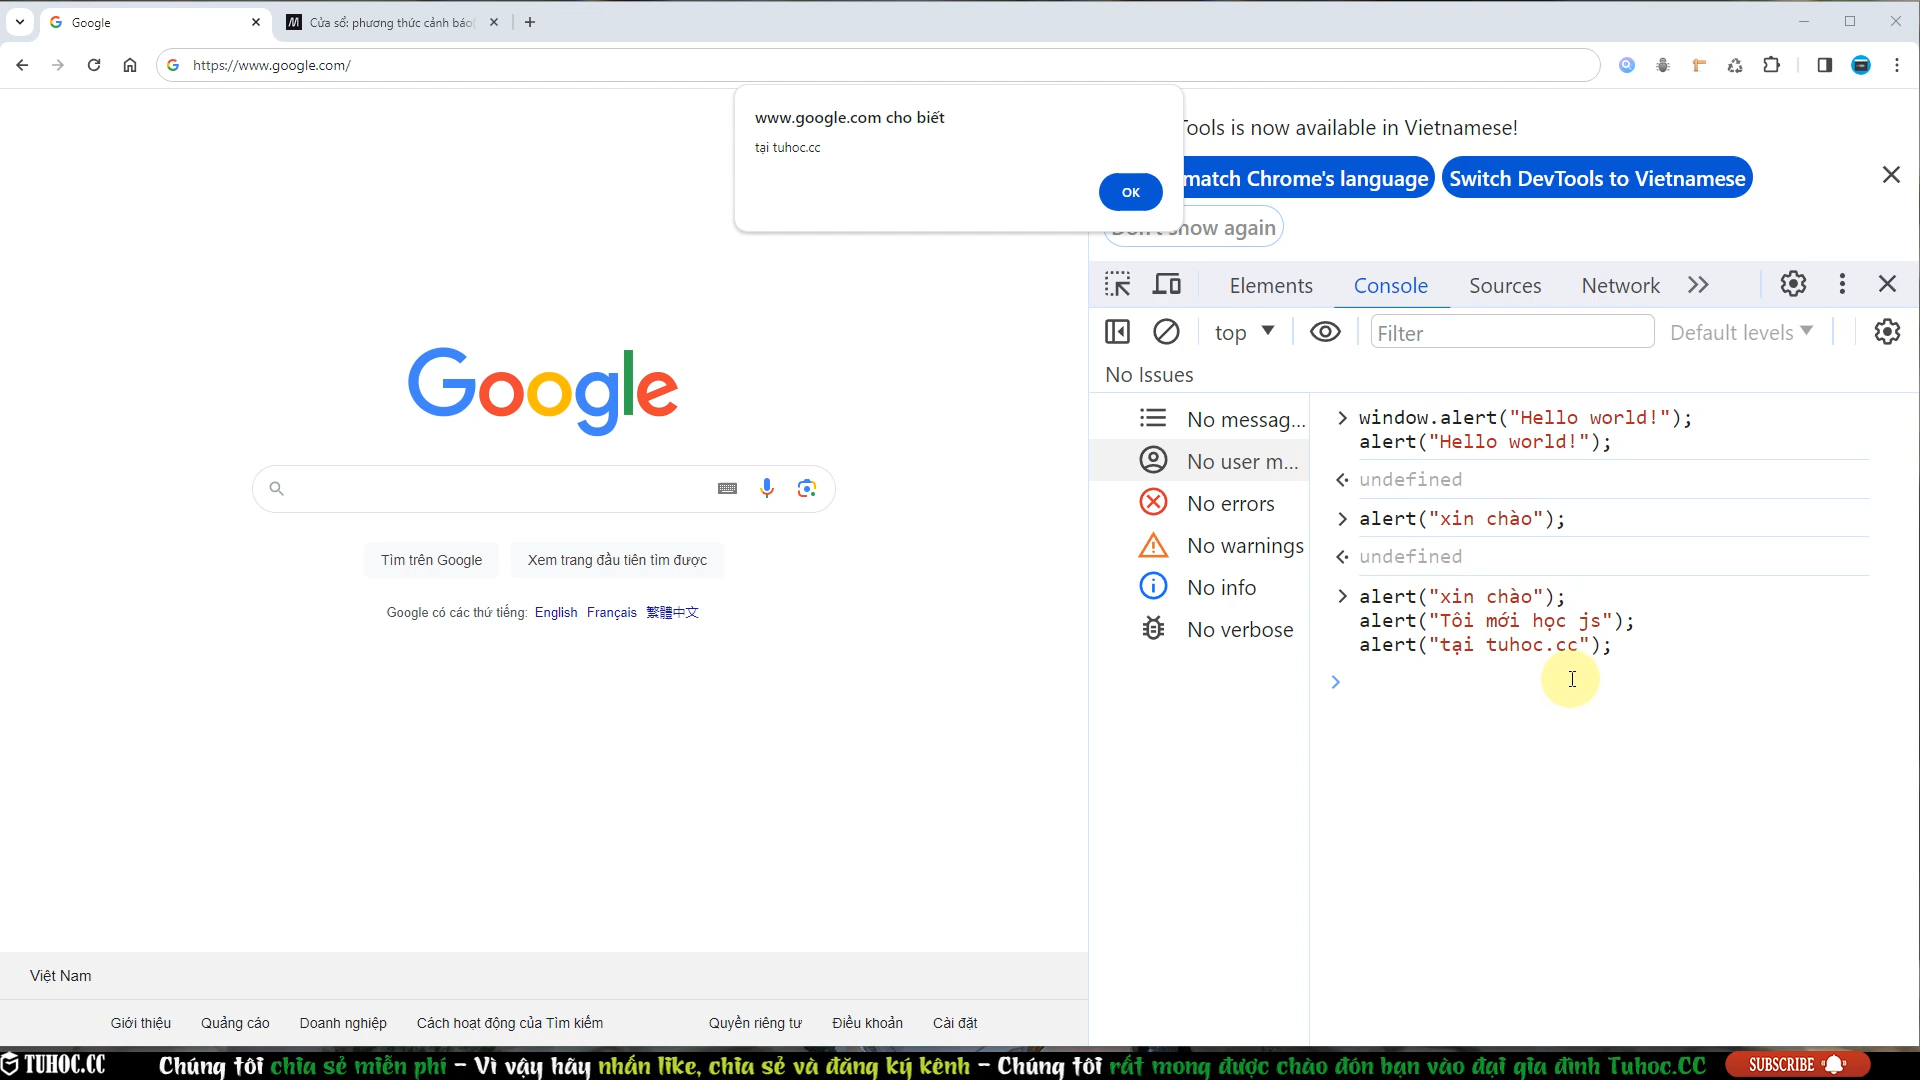 Google
Cửa sổ: phương thức cảnh báo(
https://www.google.com/
www.google.com cho biết
tại tuhoc.cc
OK
Tools is now available in Vietnamese!
match Chrome's language
Switch DevTools to Vietnamese
Don't show again
Elements
Console
Sources
Network
top
Filter
Default levels
No Issues
No messag...
No user m...
No errors
No warnings
No info
No verbose
window.alert("Hello world!");
alert("Hello world!");
undefined
alert("xin chào");
undefined
alert("xin chào");
alert("Tôi mới học js");
alert("tại tuhoc.cc");
Google
Tìm trên Google
Xem trang đầu tiên tìm được
Google có các thứ tiếng: English Français 繁體中文
Việt Nam
Giới thiệu
Quảng cáo
Doanh nghiệp
Cách hoạt động của Tìm kiếm
Quyền riêng tư
Điều khoản
Cài đặt
TUHOC.CC
Chúng tôi chia sẻ miễn phí - Vì vậy hãy nhấn like, chia sẻ và đăng ký kênh - Chúng tôi rất mong được chào đón bạn vào đại gia đình Tuhoc.CC
SUBSCRIBE